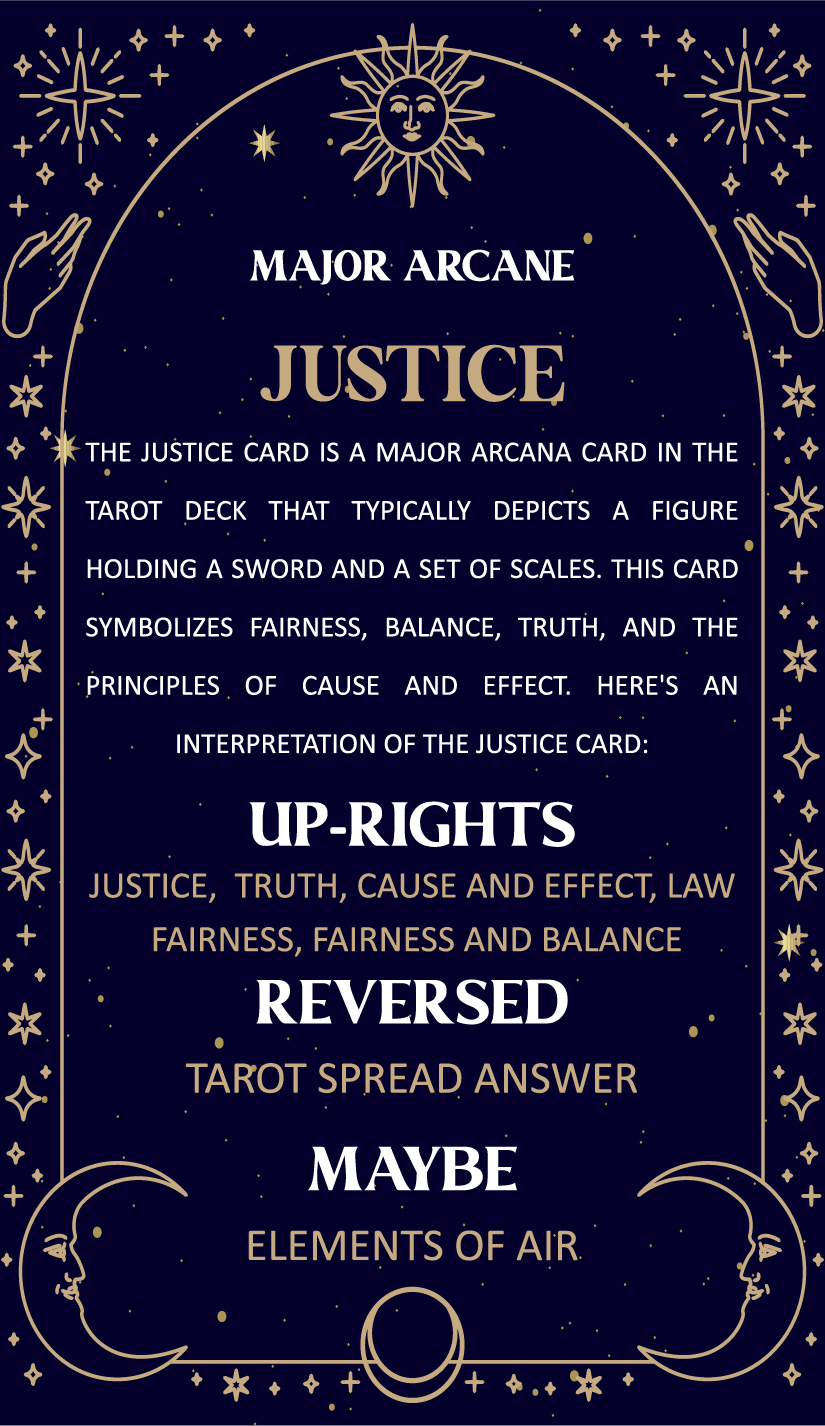 MAJOR ARCANE
JUSTICE
THE JUSTICE CARD IS A MAJOR ARCANA CARD IN THE
TAROT DECK THAT TYPICALLY DEPICTS A FIGURE
HOLDING A SWORD AND A SET OF SCALES. THIS CARD
SYMBOLIZES FAIRNESS, BALANCE, TRUTH, AND THE
PRINCIPLES OF CAUSE AND EFFECT. HERE'S AN
INTERPRETATION OF THE JUSTICE CARD:
UP-RIGHTS
JUSTICE, TRUTH, CAUSE AND EFFECT, LAW
FAIRNESS, FAIRNESS AND BALANCE
REVERSED
TAROT SPREAD ANSWER
MAYBE
ELEMENTS OF AIR